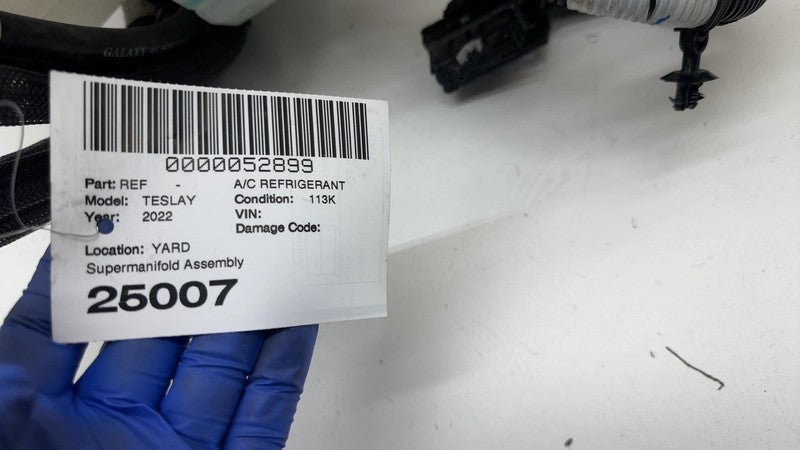 GALAXY
0000052899
Part: REF - A/C REFRIGERANT
Model: TESLAY Condition: 113K
Year: 2022 VIN:
Damage Code:
Location: YARD
Supermanifold Assembly
25007